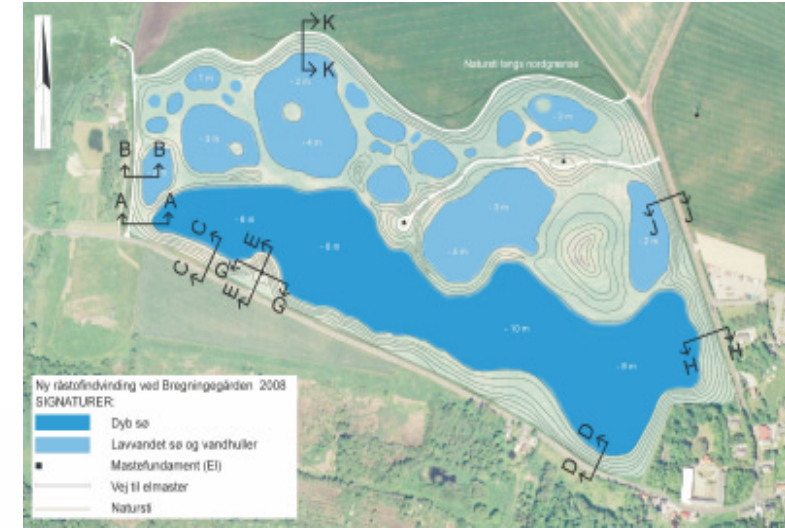 K
K
Natursti langs nordgrænse
- 1 m
- 2 m
- 3 m
- 4 m
- 2 m
B B
A A
- 3 m
- 4 m
- 2 m
J J
- 6 m
- 8 m
C C
E E
G G
- 10 m
- 8 m
H H
D D
Ny råstofindvinding ved Bregningegården 2008
SIGNATURER:
Dyb sø
Lavvandet sø og vandhuller
Mastefundament (El)
Vej til elmaster
Natursti